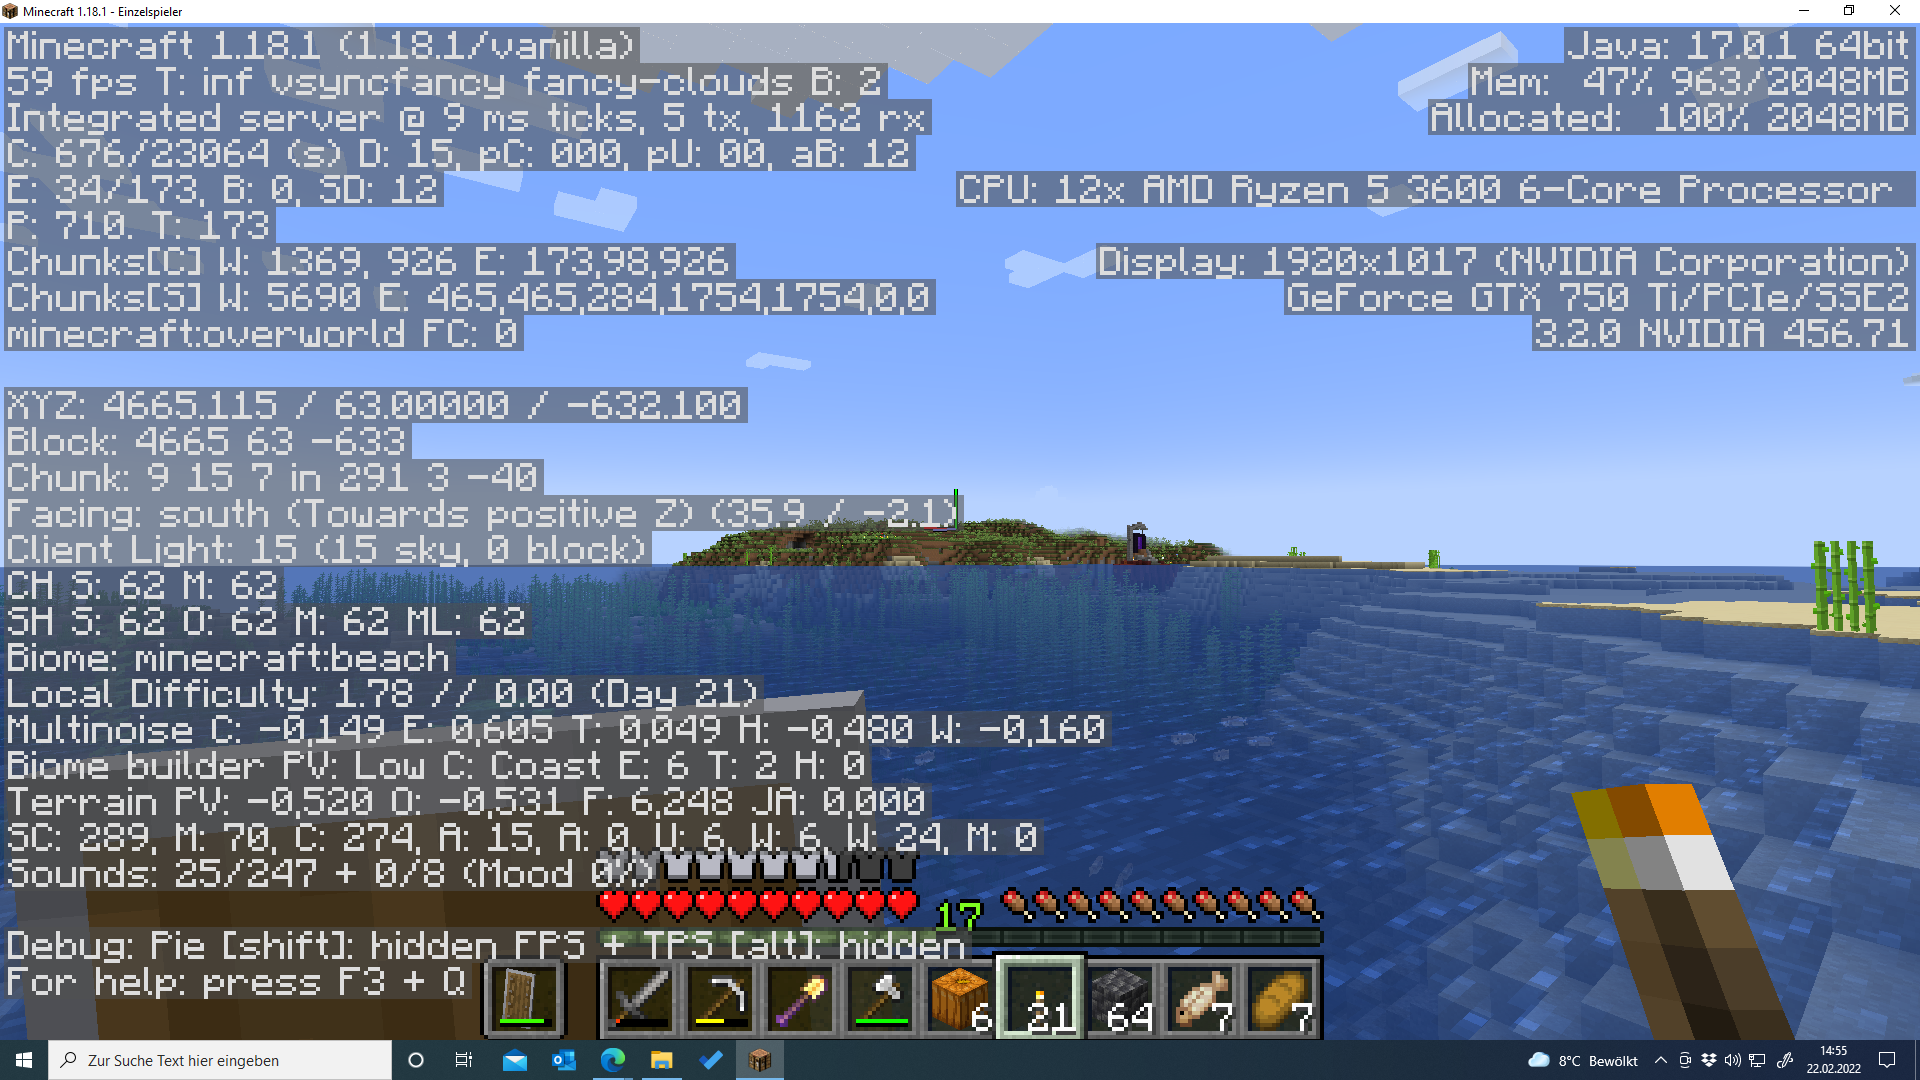 Minecraft 1.18.1 - Einzelspieler
Minecraft 1.18.1 (1.18.1/vanilla)
59 fps T: inf vsyncfancy fancy-clouds B: 2
Integrated server @ 9 ms ticks, 5 tx, 1162 rx
C: 676/23064 (s) D: 15, pC: 000, pU: 00, aB: 12
E: 34/173, B: 0, SD: 12
P: 710. T: 173
Chunks[C] W: 1369, 926 E: 173,98,926
Chunks[S] W: 5690 E: 465,465,284,1754,1754,0,0
minecraft:overworld FC: 0
XYZ: 4665.115 / 63.00000 / -632.100
Block: 4665 63 -633
Chunk: 9 15 7 in 291 3 -40
Facing: south (Towards positive Z) (35.9 / -2.1)
Client Light: 15 (15 sky, 0 block)
CH S: 62 M: 62
SH S: 62 O: 62 M: 62 ML: 62
Biome: minecraft:beach
Local Difficulty: 1.78 // 0.00 (Day 21)
Multinoise C: -0,149 E: 0,605 T: 0,049 H: -0,480 W: -0,160
Biome builder PV: Low C: Coast E: 6 T: 2 H: 0
Terrain PV: -0,520 O: -0,531 F: 6,248 JA: 0,000
SC: 289, M: 70, C: 274, A: 15, A: 0, U: 6, W: 6, W: 24, M: 0
Sounds: 25/247 + 0/8 (Mood 0%)
Debug: Pie [shift]: hidden FPS + TPS [alt]: hidden
For help: press F3 + Q
Java: 17.0.1 64bit
Mem: 47% 963/2048MB
Allocated: 100% 2048MB
CPU: 12x AMD Ryzen 5 3600 6-Core Processor
Display: 1920x1017 (NVIDIA Corporation)
GeForce GTX 750 Ti/PCIe/SSE2
3.2.0 NVIDIA 456.71
17
6 21 64 7 7
Zur Suche Text hier eingeben
8°C Bewölkt
14:55
22.02.2022